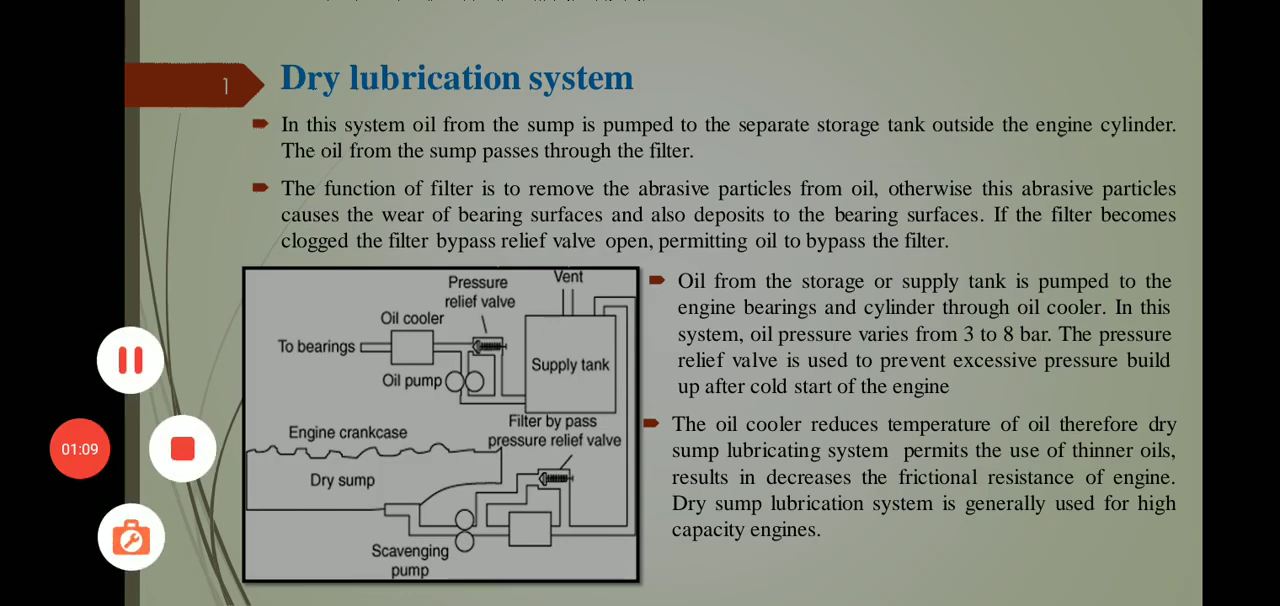 1
Dry lubrication system
In this system oil from the sump is pumped to the separate storage tank outside the engine cylinder.
The oil from the sump passes through the filter.
The function of filter is to remove the abrasive particles from oil, otherwise this abrasive particles
causes the wear of bearing surfaces and also deposits to the bearing surfaces. If the filter becomes
clogged the filter bypass relief valve open, permitting oil to bypass the filter.
Pressure
relief valve
Vent
Oil cooler
To bearings
Supply tank
Oil pump
Filter by pass
pressure relief valve
Engine crankcase
Dry sump
Scavenging
pump
Oil from the storage or supply tank is pumped to the
engine bearings and cylinder through oil cooler. In this
system, oil pressure varies from 3 to 8 bar. The pressure
relief valve is used to prevent excessive pressure build
up after cold start of the engine
The oil cooler reduces temperature of oil therefore dry
sump lubricating system permits the use of thinner oils,
results in decreases the frictional resistance of engine.
Dry sump lubrication system is generally used for high
capacity engines.
01:09